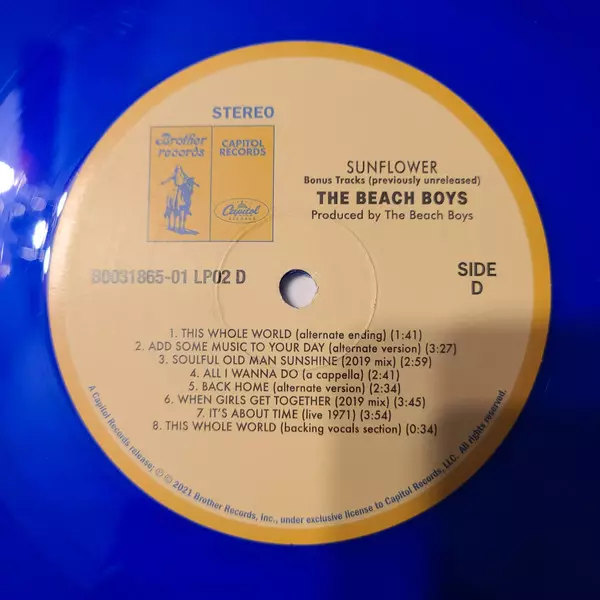 STEREO
Brother
records
CAPITOL
RECORDS
Capitol
RECORDS
SUNFLOWER
Bonus Tracks (previously unreleased)
THE BEACH BOYS
Produced by The Beach Boys
B0031865-01 LP02 D
SIDE
D
1. THIS WHOLE WORLD (alternate ending) (1:41)
2. ADD SOME MUSIC TO YOUR DAY (alternate version) (3:27)
3. SOULFUL OLD MAN SUNSHINE (2019 mix) (2:59)
4. ALL I WANNA DO (a cappella) (2:41)
5. BACK HOME (alternate version) (2:34)
6. WHEN GIRLS GET TOGETHER (2019 mix) (3:45)
7. IT'S ABOUT TIME (live 1971) (3:54)
8. THIS WHOLE WORLD (backing vocals section) (0:34)
A Capitol Records release; ℗ © 2021 Brother Records, Inc., under exclusive license to Capitol Records, LLC. All rights reserved.